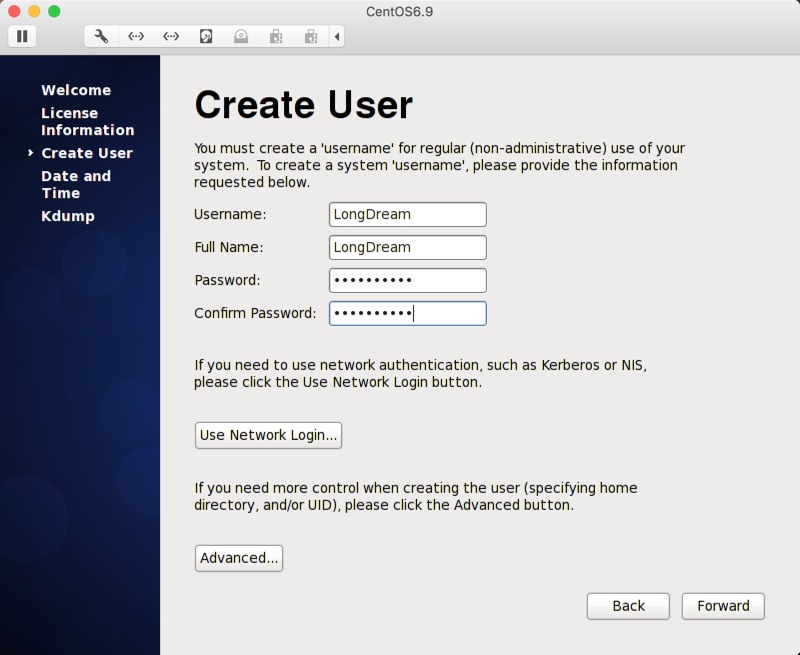 CentOS6.9
Welcome
License
Information
Create User
Date and
Time
Kdump
Create User
You must create a 'username' for regular (non-administrative) use of your
system.  To create a system 'username', please provide the information
requested below.
Username: LongDream
Full Name: LongDream
Password: ••••••••••
Confirm Password: ••••••••••
If you need to use network authentication, such as Kerberos or NIS,
please click the Use Network Login button.
Use Network Login...
If you need more control when creating the user (specifying home
directory, and/or UID), please click the Advanced button.
Advanced...
Back Forward